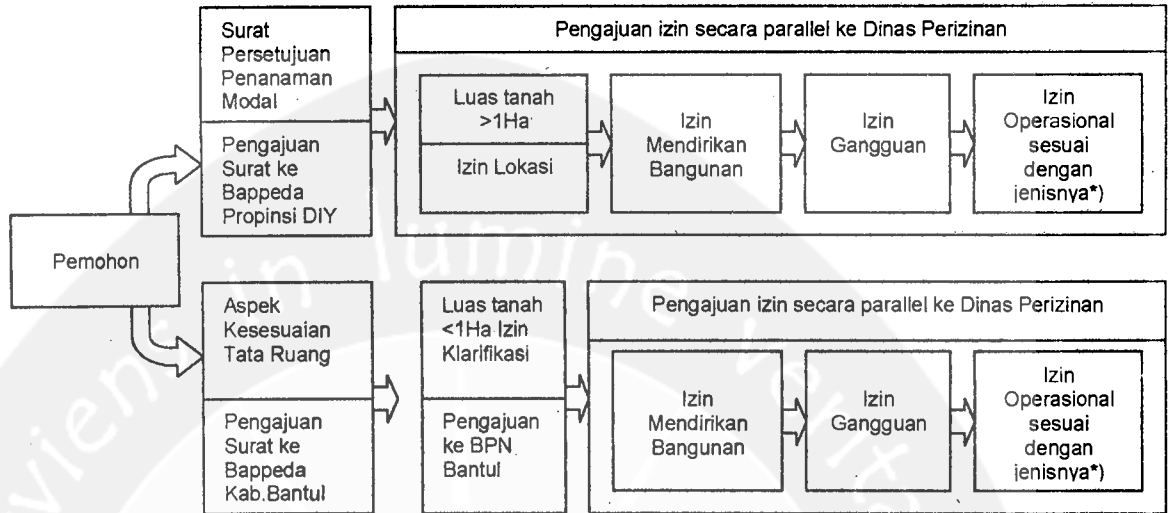 Pemohon
Surat
Persetujuan
Penanaman
Modal
Pengajuan
Surat ke
Bappeda
Propinsi DIY
Pengajuan izin secara parallel ke Dinas Perizinan
Luas tanah
>1Ha
Izin Lokasi
Izin
Mendirikan
Bangunan
Izin
Gangguan
Izin
Operasional
sesuai
dengan
jenisnya*)
Aspek
Kesesuaian
Tata Ruang
Pengajuan
Surat ke
Bappeda
Kab.Bantul
Luas tanah
<1Ha Izin
Klarifikasi
Pengajuan
ke BPN
Bantul
Pengajuan izin secara parallel ke Dinas Perizinan
Izin
Mendirikan
Bangunan
Izin
Gangguan
Izin
Operasional
sesuai
dengan
jenisnya*)
in lumine